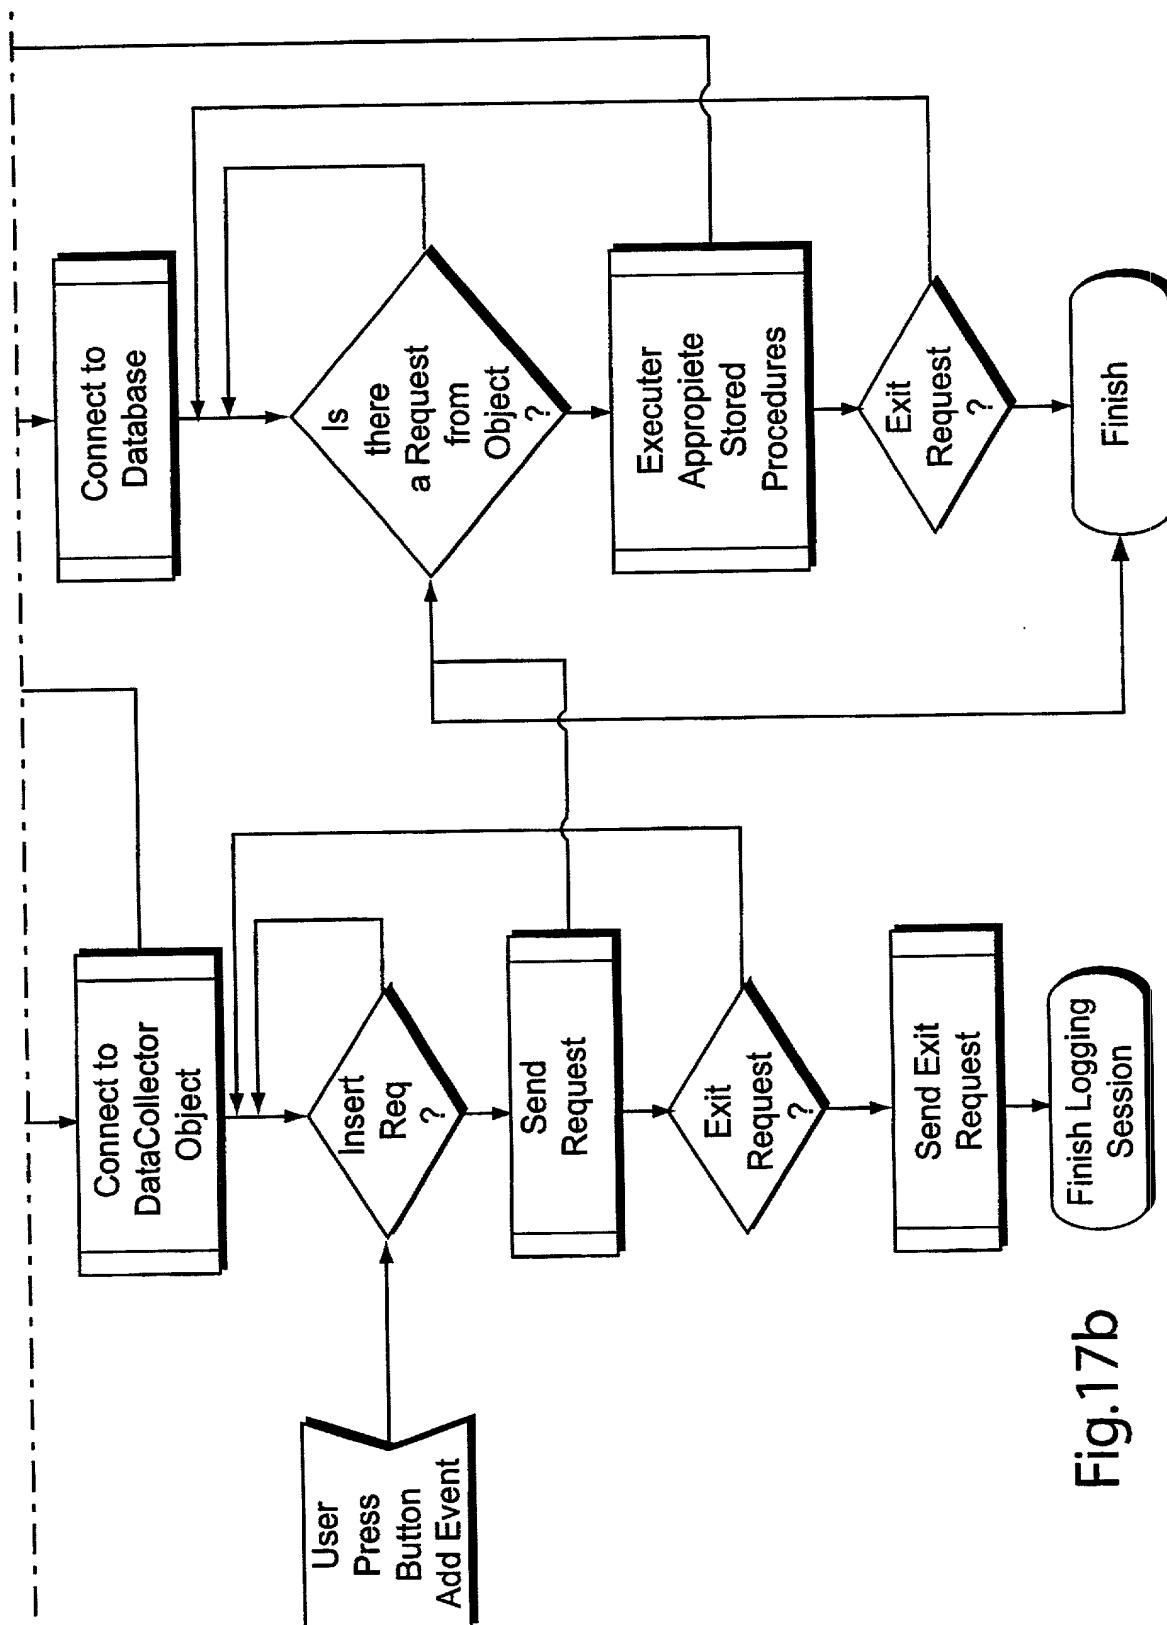 User
Press
Button
Add Event
Connect to
DataCollector
Object
Insert
Req
?
Send
Request
Exit
Request
?
Send Exit
Request
Finish Logging
Session
Connect to
Database
Is
there
a Request
from
Object
?
Executer
Appropiete
Stored
Procedures
Exit
Request
?
Finish
Fig.17b